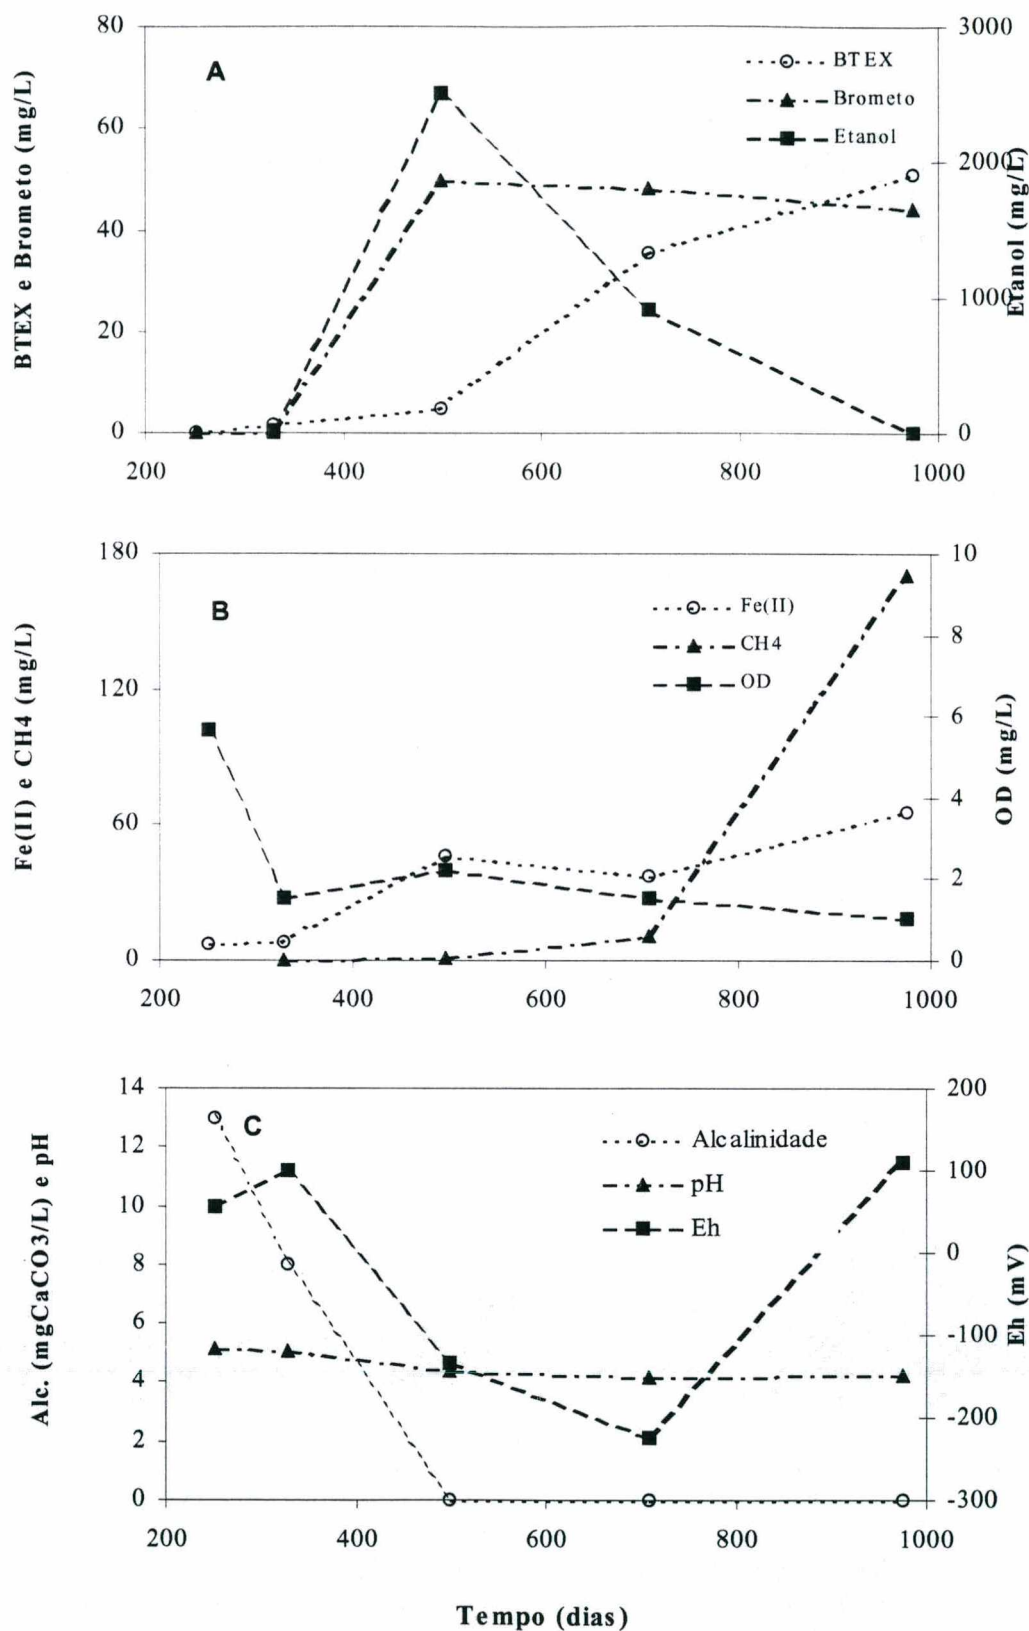 80
60
40
20
0
BTEX e Brometo (mg/L)
A
BTEX
Brometo
Etanol
3000
2000
1000
0
Etanol (mg/L)
200
400
600
800
1000
180
120
60
0
Fe(II) e CH4 (mg/L)
B
Fe(II)
CH4
OD
10
8
6
4
2
0
OD (mg/L)
200
400
600
800
1000
14
12
10
8
6
4
2
0
Alc. (mgCaCO3/L) e pH
C
Alcalinidade
pH
Eh
200
100
0
-100
-200
-300
Eh (mV)
200
400
600
800
1000
Tempo (dias)